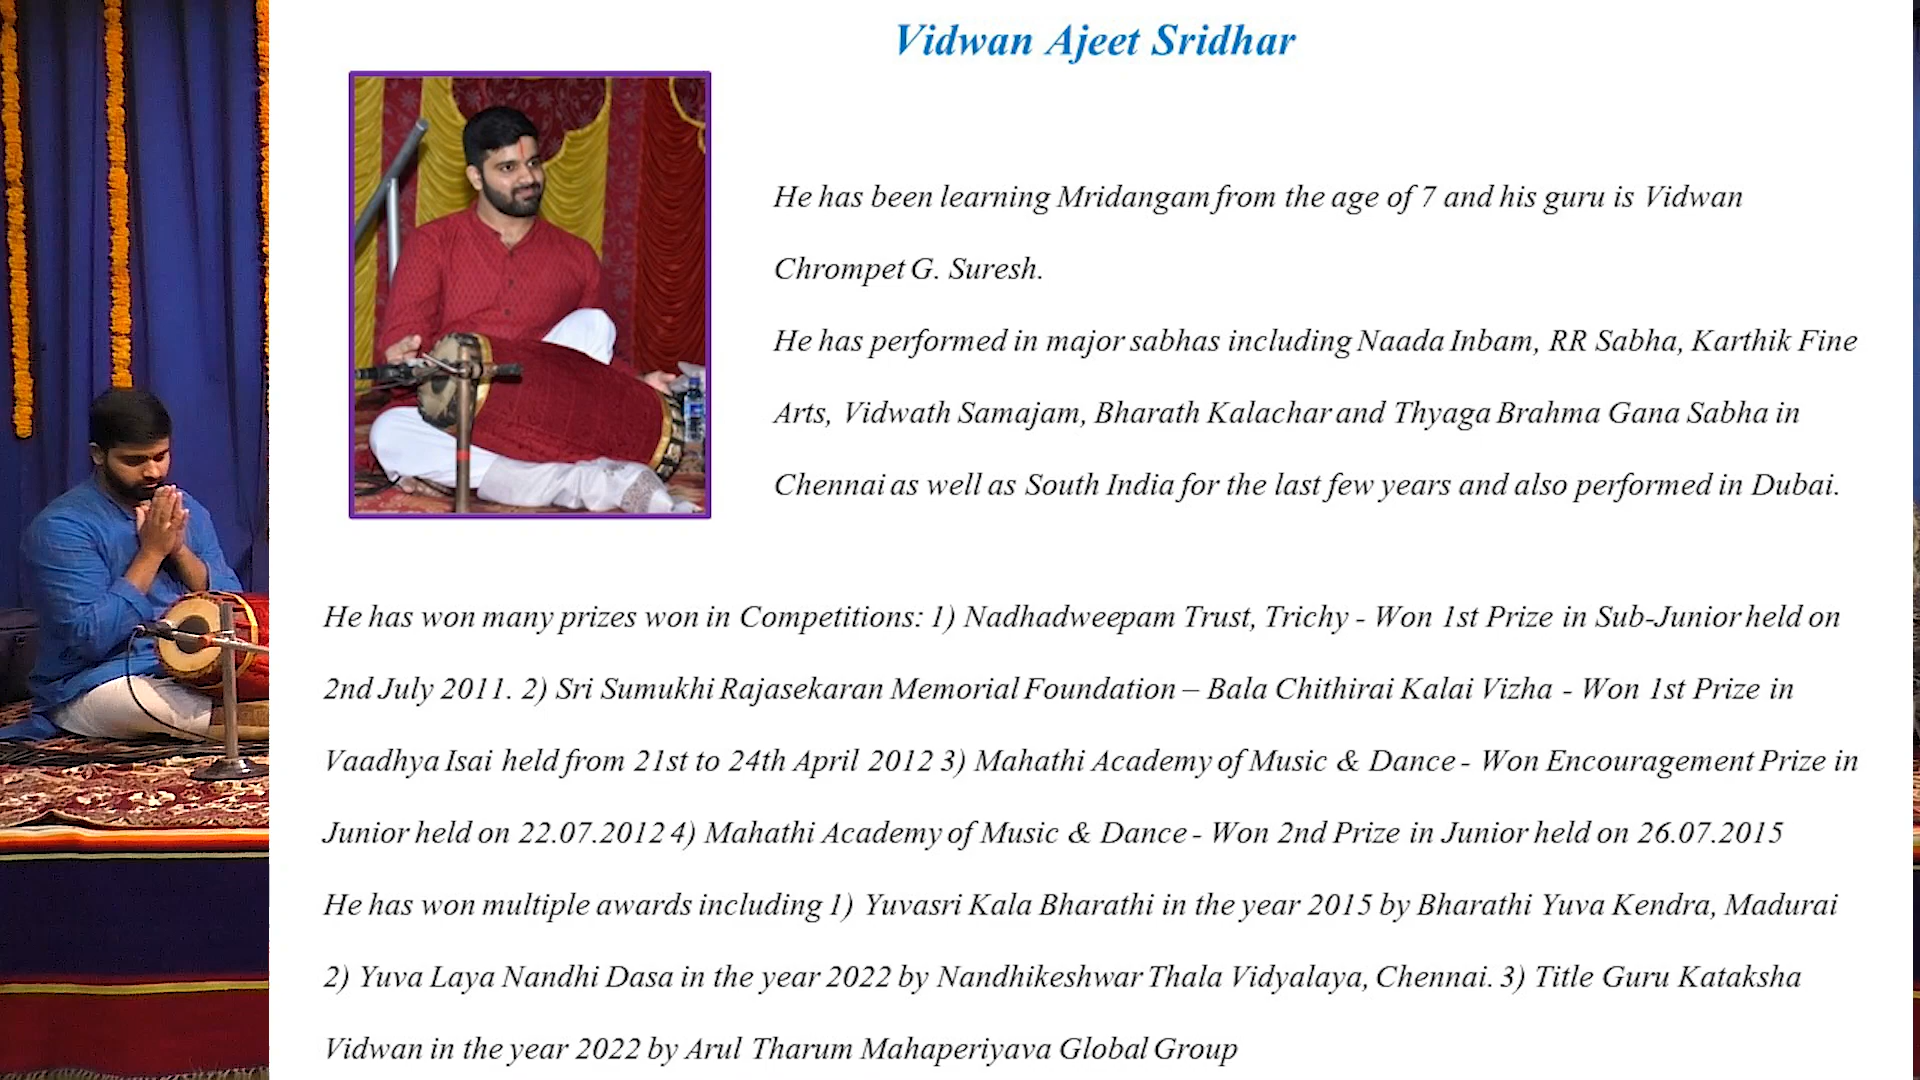 Vidwan Ajeet Sridhar
He has been learning Mridangam from the age of 7 and his guru is Vidwan
Chrompet G. Suresh.
He has performed in major sabhas including Naada Inbam, RR Sabha, Karthik Fine
Arts, Vidwath Samajam, Bharath Kalachar and Thyaga Brahma Gana Sabha in
Chennai as well as South India for the last few years and also performed in Dubai.
He has won many prizes won in Competitions: 1) Nadhadweepam Trust, Trichy - Won 1st Prize in Sub-Junior held on
2nd July 2011. 2) Sri Sumukhi Rajasekaran Memorial Foundation – Bala Chithirai Kalai Vizha - Won 1st Prize in
Vaadhya Isai held from 21st to 24th April 2012 3) Mahathi Academy of Music & Dance - Won Encouragement Prize in
Junior held on 22.07.2012 4) Mahathi Academy of Music & Dance - Won 2nd Prize in Junior held on 26.07.2015
He has won multiple awards including 1) Yuvasri Kala Bharathi in the year 2015 by Bharathi Yuva Kendra, Madurai
2) Yuva Laya Nandhi Dasa in the year 2022 by Nandhikeshwar Thala Vidyalaya, Chennai. 3) Title Guru Kataksha
Vidwan in the year 2022 by Arul Tharum Mahaperiyava Global Group